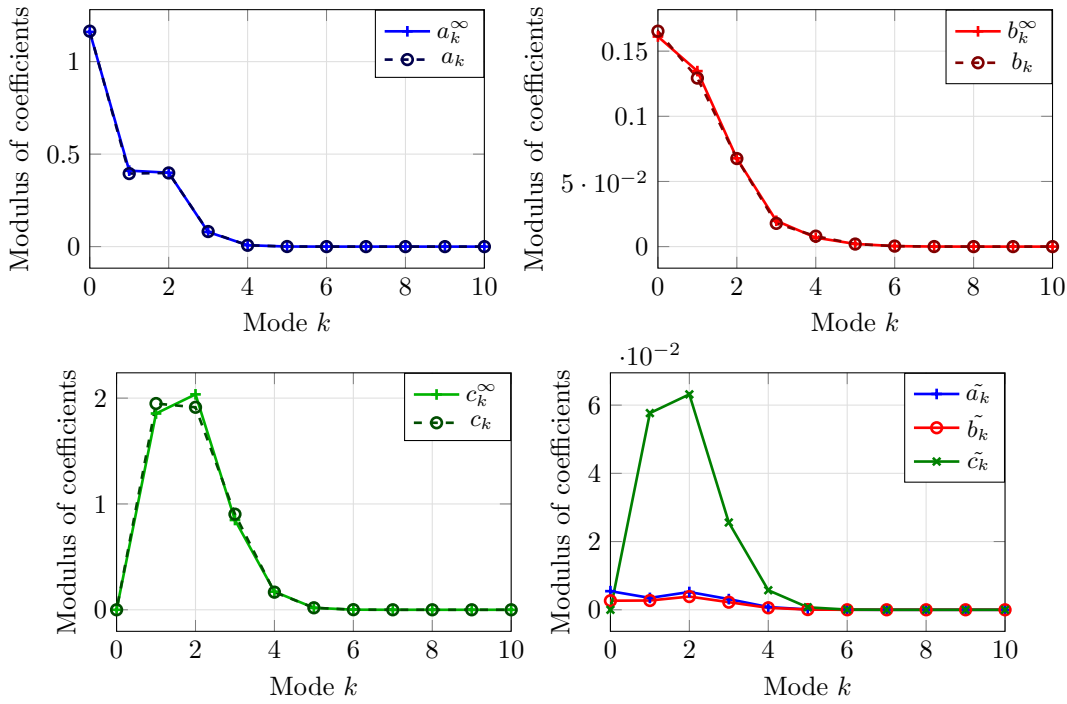 Modulus of coefficients
1
0.5
0
0 2 4 6 8 10
Mode k
a_k^∞
a_k
Modulus of coefficients
0.15
0.1
5 · 10^−2
0
0 2 4 6 8 10
Mode k
b_k^∞
b_k
Modulus of coefficients
2
1
0
0 2 4 6 8 10
Mode k
c_k^∞
c_k
Modulus of coefficients
·10^−2
6
4
2
0
0 2 4 6 8 10
Mode k
ã_k
b̃_k
c̃_k